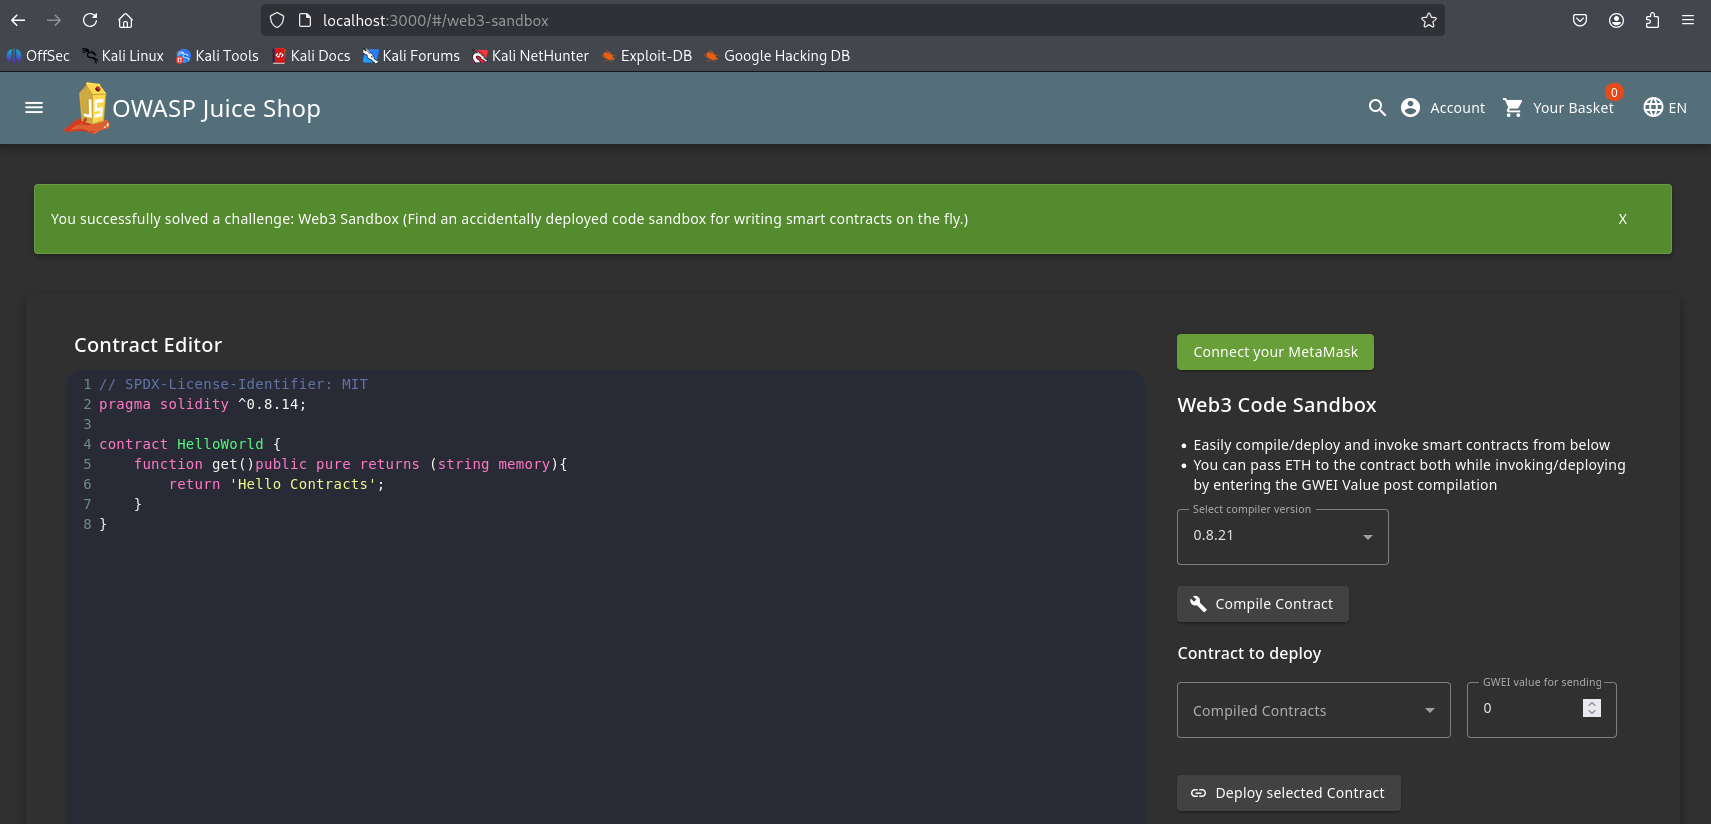 localhost:3000/#/web3-sandbox
OffSec Kali Linux Kali Tools Kali Docs Kali Forums Kali NetHunter Exploit-DB Google Hacking DB
JS OWASP Juice Shop Account Your Basket 0 EN
You successfully solved a challenge: Web3 Sandbox (Find an accidentally deployed code sandbox for writing smart contracts on the fly.) X
Contract Editor
1 // SPDX-License-Identifier: MIT
2 pragma solidity ^0.8.14;
3
4 contract HelloWorld {
5     function get()public pure returns (string memory){
6         return 'Hello Contracts';
7     }
8 }
Connect your MetaMask
Web3 Code Sandbox
• Easily compile/deploy and invoke smart contracts from below
• You can pass ETH to the contract both while invoking/deploying
by entering the GWEI Value post compilation
Select compiler version
0.8.21
Compile Contract
Contract to deploy
Compiled Contracts
GWEI value for sending
0
Deploy selected Contract